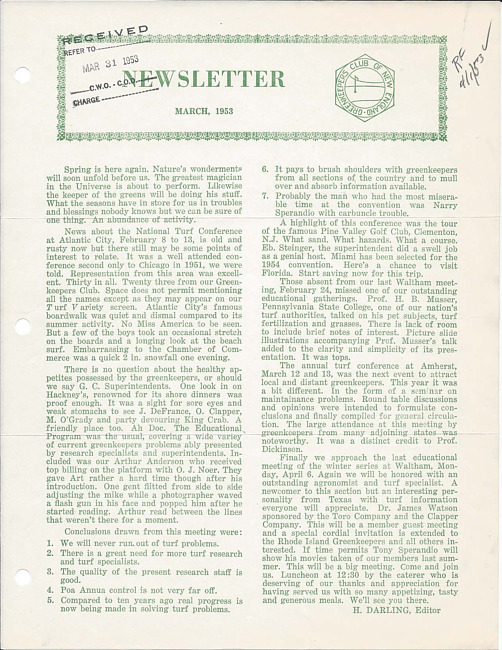 RECEIVED
REFER TO
MAR 31 1953
C.W.O. - C.O.D.
CHARGE
NEWSLETTER
MARCH, 1953
GREENKEEPERS CLUB OF NEW ENGLAND
Spring is here again. Nature's wonderments
will soon unfold before us. The greatest magician
in the Universe is about to perform. Likewise
the keeper of the greens will be doing his stuff.
What the seasons have in store for us in troubles
and blessings nobody knows but we can be sure of
one thing. An abundance of activity.
News about the National Turf Conference
at Atlantic City, February 8 to 13, is old and
rusty now but there still may be some points of
interest to relate. It was a well attended con-
ference second only to Chicago in 1951, we were
told. Representation from this area was excell-
ent. Thirty in all. Twenty three from our Green-
keepers Club. Space does not permit mentioning
all the names except as they may appear on our
Turf Variety screen. Atlantic City's famous
Boardwalk was quiet and dismal compared to its
summer activity. No Miss America to be seen.
But a few of the boys took an occasional stretch
on the boards and a longing look at the beach
surf. Embarrassing to the Chamber of Com-
merce was a quick 2 in. snowfall one evening.
There is no question about the healthy ap-
petites possessed by the greenkeepers, or should
we say G. C. Superintendents. One look in on
Hackney's, renowned for its shore dinners was
proof enough. It was a sight for sore eyes and
weak stomachs to see J. DeFrance, O. Clapper,
M. O'Grady and party devouring King Crab. A
friendly place too. Ah Doc. The Educational
Program was the usual, covering a wide variety
of current greenkeepers problems ably presented
by research specialists and superintendents. In-
cluded was our Arthur Anderson who received
top billing on the platform with O. J. Noer. They
gave Art rather a hard time though after his
introduction. One gent flitted from side to side
adjusting the mike while a photographer waved
a flash gun in his face and popped him after he
started reading. Arthur read between the lines
that weren't there for a moment.
Conclusions drawn from this meeting were:
1. We will never run out of turf problems.
2. There is a great need for more turf research
and turf specialists.
3. The quality of the present research staff is
good.
4. Poa Annua control is not very far off.
5. Compared to ten years ago real progress is
now being made in solving turf problems.
6. It pays to brush shoulders with greenkeepers
from all sections of the country and to mull
over and absorb information available.
7. Probably the man who had the most misera-
ble time at the convention was Narry
Sperandio with carbuncle trouble.
A highlight of this conference was the tour
of the famous Pine Valley Golf Club, Clementon,
N.J. What sand. What hazards. What a course.
Eb. Steinger, the superintendent did a swell job
as a genial host. Miami has been selected for the
1954 convention. Here's a chance to visit
Florida. Start saving now for this trip.
Those absent from our last Waltham meet-
ing, February 24, missed one of our outstanding
educational gatherings. Prof. H. B. Musser,
Pennsylvania State College, one of our nation's
turf authorities, talked on his pet subjects, turf
fertilization and grasses. There is lack of room
to include brief notes of interest. Picture slide
illustrations accompanying Prof. Musser's talk
added to the clarity and simplicity of its pres-
entation. It was tops.
The annual turf conference at Amherst,
March 12 and 13, was the next event to attract
local and distant greenkeepers. This year it was
a bit different. In the form of a seminar on
maintainance problems. Round table discussions
and opinions were intended to formulate con-
clusions and finally compiled for general circula-
tion. The large attendance at this meeting by
greenkeepers from many adjoining states was
noteworthy. It was a distinct credit to Prof.
Dickinson.
Finally we approach the last educational
meeting of the winter series at Waltham, Mon-
day, April 6. Again we will be honored with an
outstanding agronomist and turf specialist. A
newcomer to this section but an interesting per-
sonality from Texas with turf information
everyone will appreciate. Dr. James Watson
sponsored by the Toro Company and the Clapper
Company. This will be a member guest meeting
and a special cordial invitation is extended to
the Rhode Island Greenkeepers and all others in-
terested. If time permits Tony Sperandio will
show his movies taken of our members last sum-
mer. This will be a big meeting. Come and join
us. Luncheon at 12:30 by the caterer who is
deserving of our thanks and appreciation for
having served us with so many appetizing, tasty
and generous meals. We'll see you there.
H. DARLING, Editor